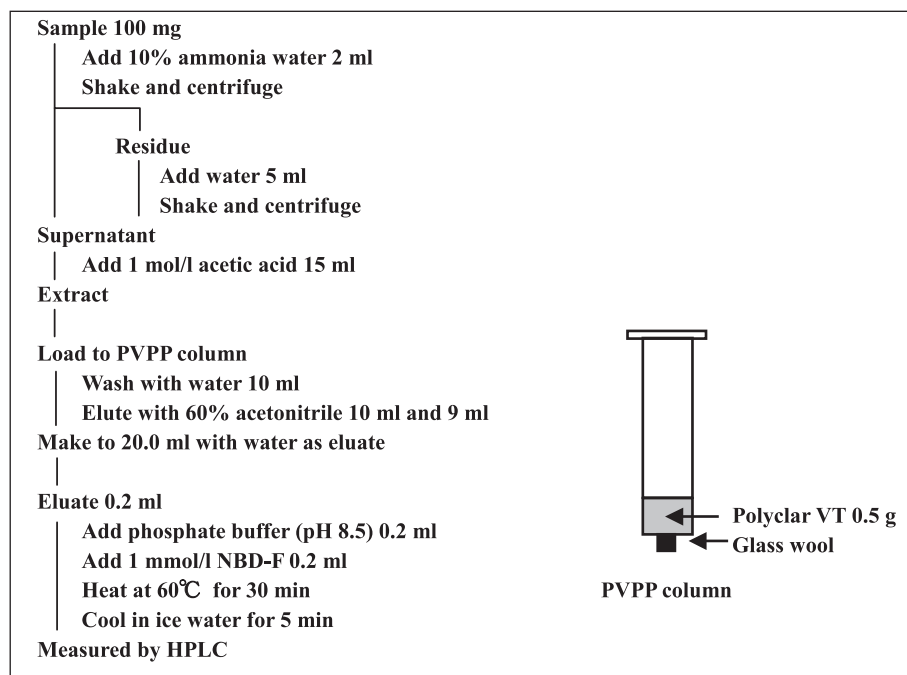 Sample 100 mg
Add 10% ammonia water 2 ml
Shake and centrifuge
Residue
Add water 5 ml
Shake and centrifuge
Supernatant
Add 1 mol/l acetic acid 15 ml
Extract
Load to PVPP column
Wash with water 10 ml
Elute with 60% acetonitrile 10 ml and 9 ml
Make to 20.0 ml with water as eluate
Eluate 0.2 ml
Add phosphate buffer (pH 8.5) 0.2 ml
Add 1 mmol/l NBD-F 0.2 ml
Heat at 60℃ for 30 min
Cool in ice water for 5 min
Measured by HPLC
Polyclar VT 0.5 g
Glass wool
PVPP column